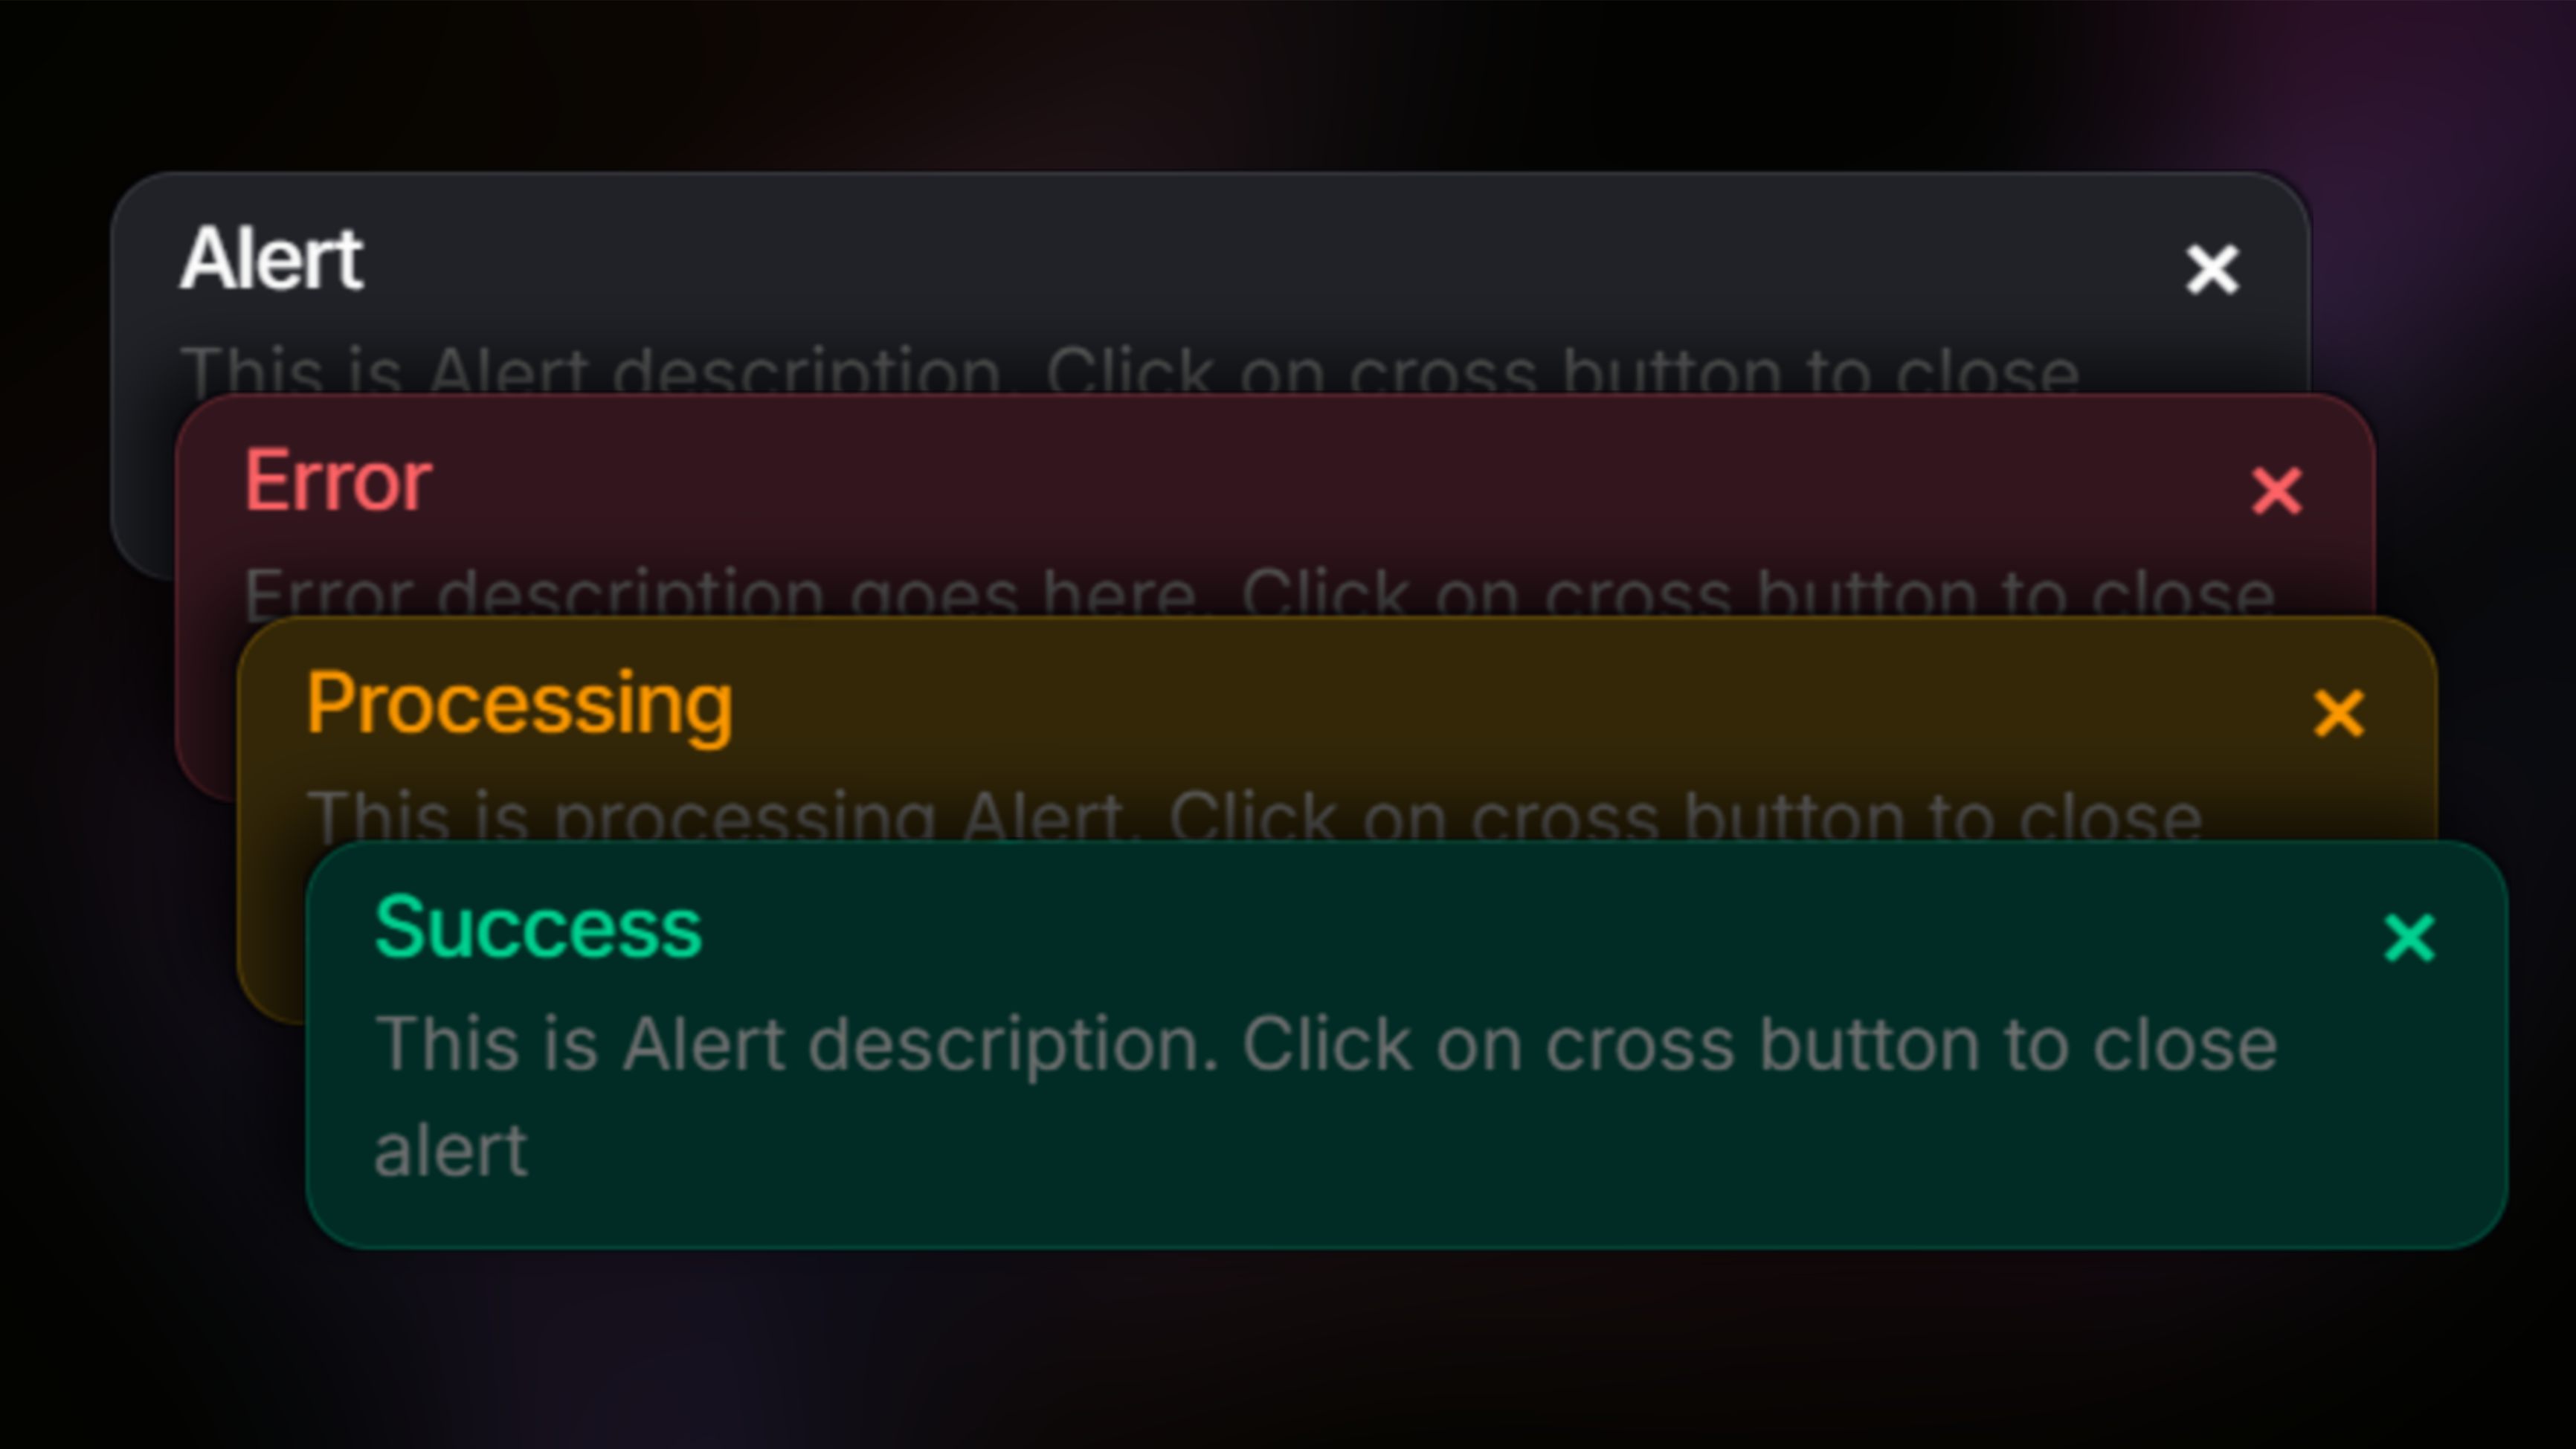 Alert
This is Alert description. Click on cross button to close
Error
Error description goes here. Click on cross button to close
Processing
This is processing Alert. Click on cross button to close
Success
This is Alert description. Click on cross button to close
alert